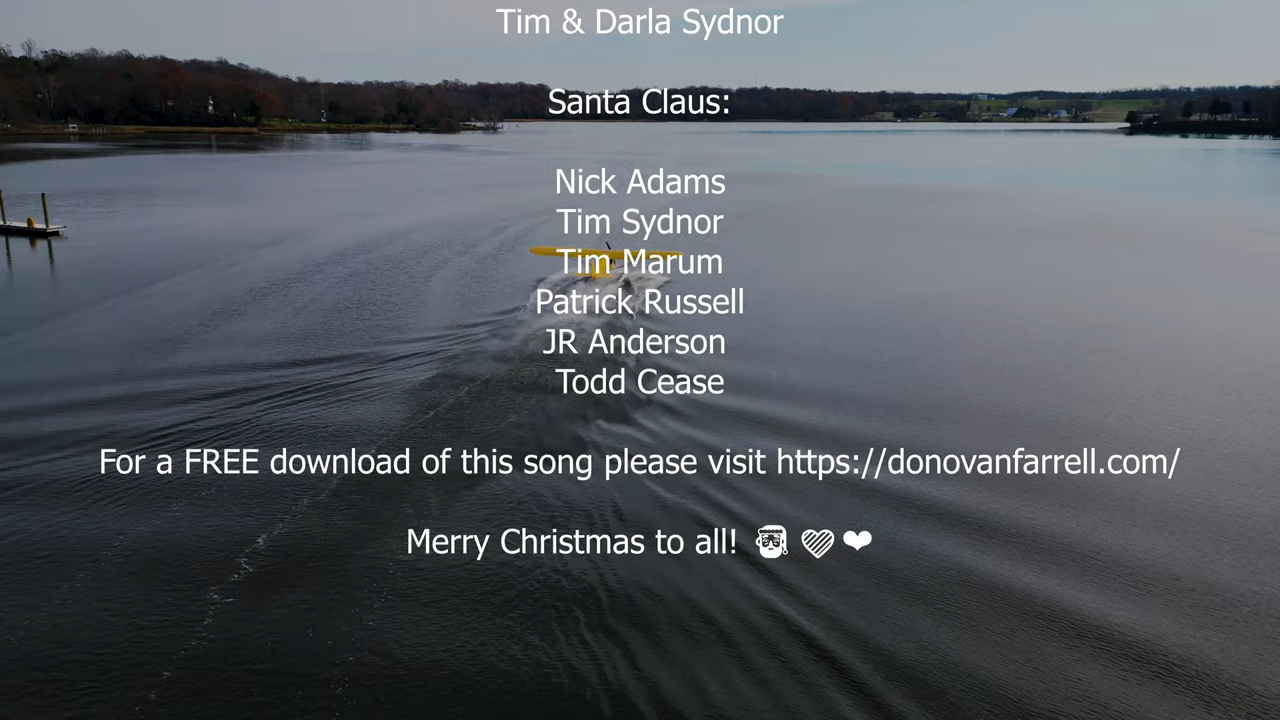 Tim & Darla Sydnor
Santa Claus:
Nick Adams
Tim Sydnor
Tim Marum
Patrick Russell
JR Anderson
Todd Cease
For a FREE download of this song please visit https://donovanfarrell.com/
Merry Christmas to all! 🎅 💟 ❤